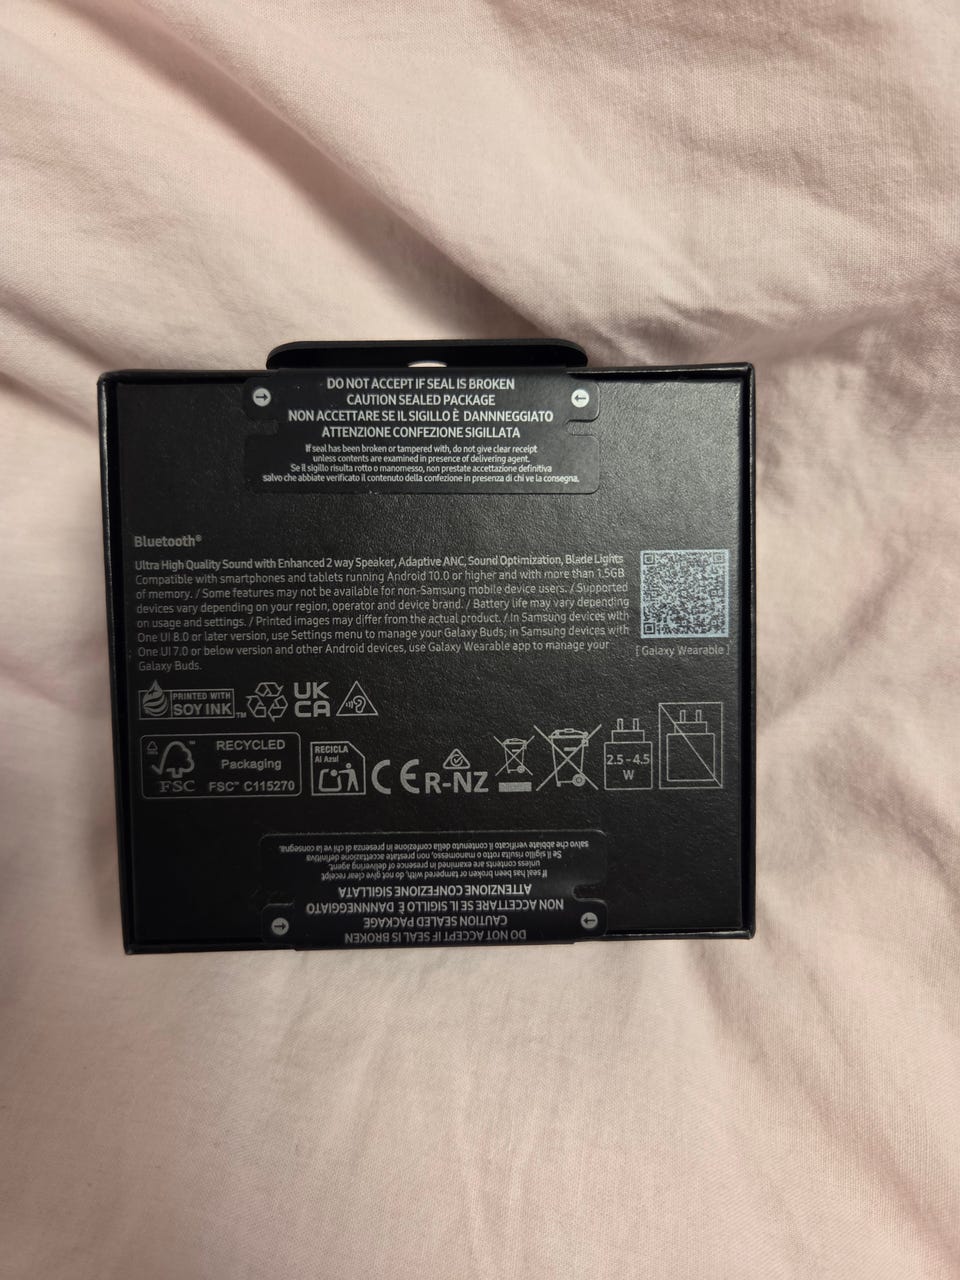 DO NOT ACCEPT IF SEAL IS BROKEN
CAUTION SEALED PACKAGE
NON ACCETTARE SE IL SIGILLO È DANNNEGGIATO
ATTENZIONE CONFEZIONE SIGILLATA
If seal has been broken or tampered with, do not give clear receipt
unless contents are examined in presence of delivering agent.
Se il sigillo risulta rotto o manomesso, non prestate accettazione definitiva
salvo che abbiate verificato il contenuto della confezione in presenza di chi ve la consegna.
Bluetooth®
Ultra High Quality Sound with Enhanced 2 way Speaker, Adaptive ANC, Sound Optimization, Blade Lights
Compatible with smartphones and tablets running Android 10.0 or higher and with more than 1.5GB
of memory. / Some features may not be available for non-Samsung mobile device users. / Supported
devices vary depending on your region, operator and device brand. / Battery life may vary depending
on usage and settings. / Printed images may differ from the actual product. / In Samsung devices with
One UI 8.0 or later version, use Settings menu to manage your Galaxy Buds; in Samsung devices with
One UI 7.0 or below version and other Android devices, use Galaxy Wearable app to manage your
Galaxy Buds.
[ Galaxy Wearable ]
PRINTED WITH
SOY INK™
UK
CA
FSC
RECYCLED
Packaging
FSC™ C115270
RECICLA
Al Azul
CE
R-NZ
2.5 - 4.5
W
DO NOT ACCEPT IF SEAL IS BROKEN
CAUTION SEALED PACKAGE
NON ACCETTARE SE IL SIGILLO È DANNNEGGIATO
ATTENZIONE CONFEZIONE SIGILLATA
If seal has been broken or tampered with, do not give clear receipt
unless contents are examined in presence of delivering agent.
Se il sigillo risulta rotto o manomesso, non prestate accettazione definitiva
salvo che abbiate verificato il contenuto della confezione in presenza di chi ve la consegna.